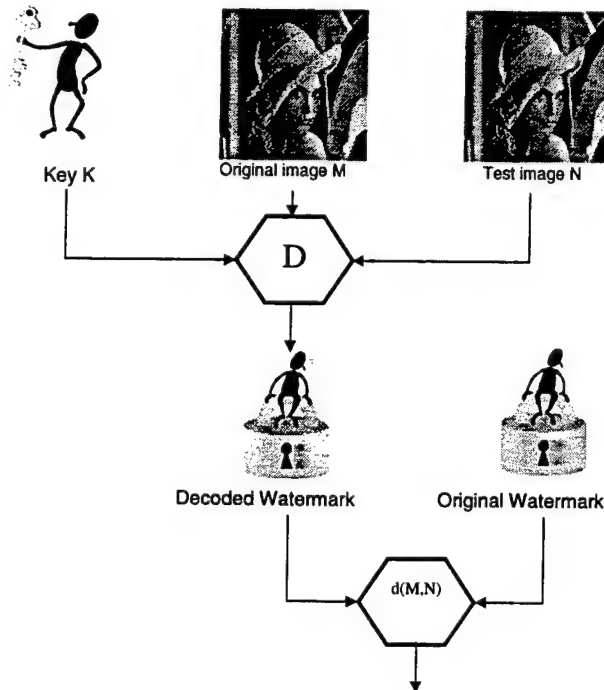 Key K
Original image M
Test image N
D
Decoded Watermark
Original Watermark
d(M,N)